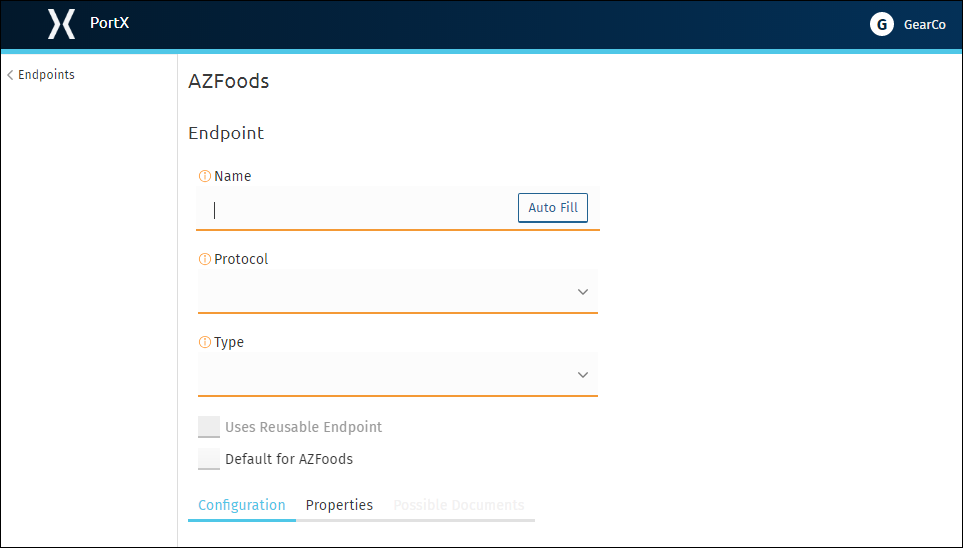 PortX
G GearCo
Endpoints
AZFoods
Endpoint
Name
Auto Fill
Protocol
Type
Uses Reusable Endpoint
Default for AZFoods
Configuration Properties Possible Documents